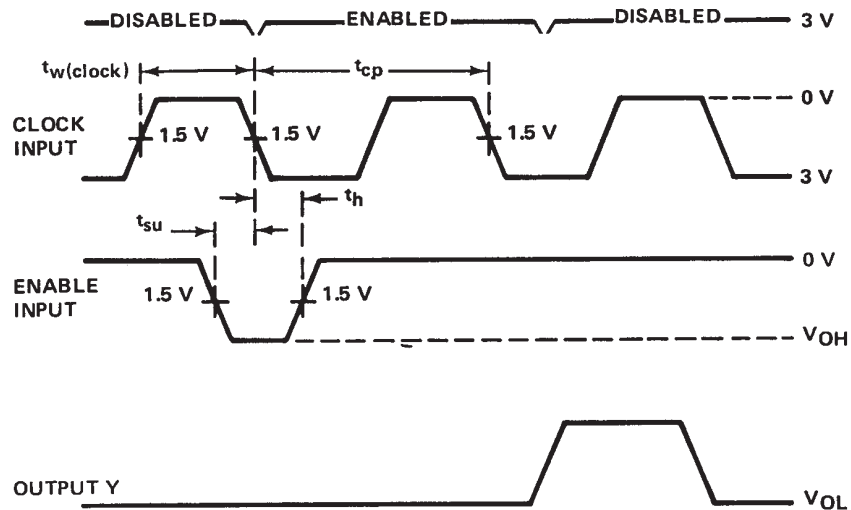 DISABLED ENABLED DISABLED 3 V
tw(clock) tcp
CLOCK INPUT 1.5 V 1.5 V 1.5 V 0 V
3 V
th
tsu
0 V
ENABLE INPUT 1.5 V 1.5 V
VOH
OUTPUT Y VOL